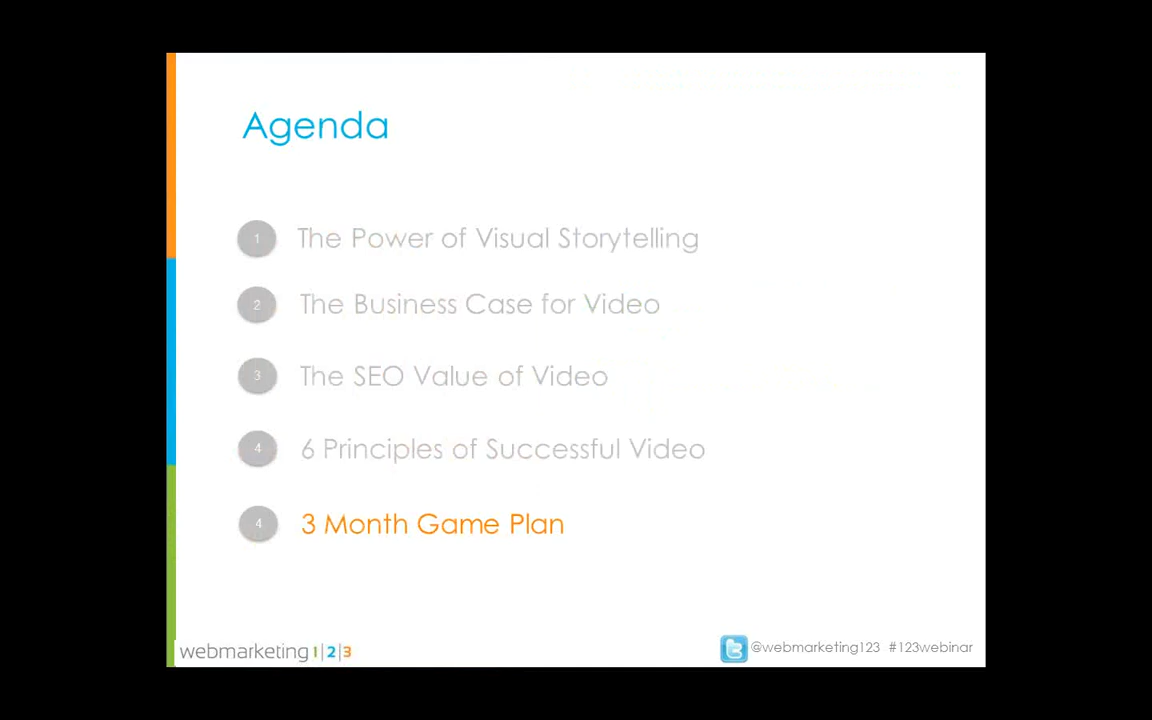 Agenda
1 The Power of Visual Storytelling
2 The Business Case for Video
3 The SEO Value of Video
4 6 Principles of Successful Video
4 3 Month Game Plan
webmarketing 1|2|3
@webmarketing123 #123webinar